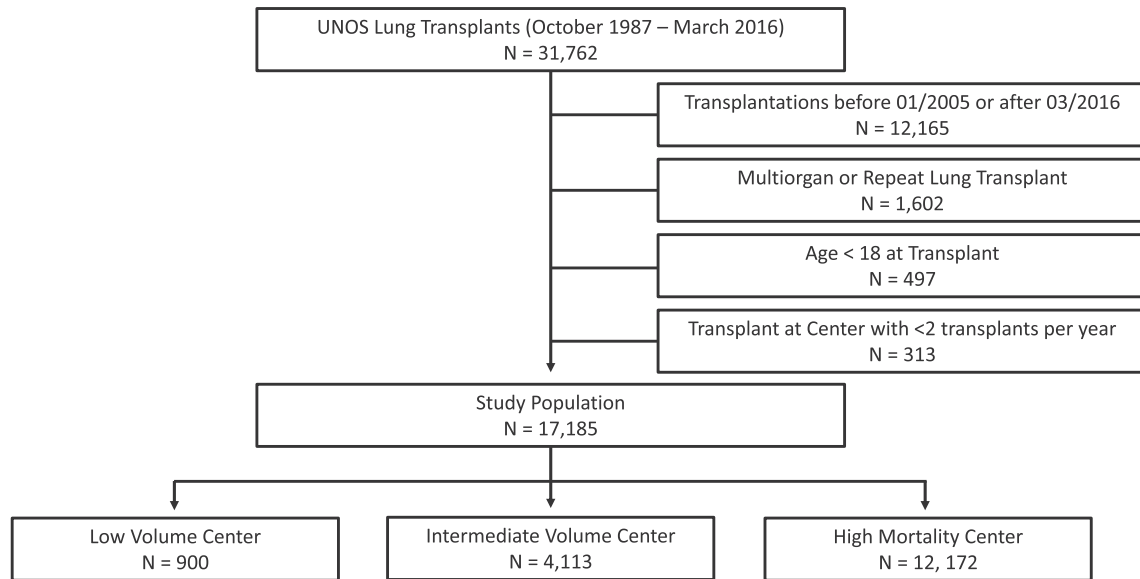 UNOS Lung Transplants (October 1987 – March 2016)
N = 31,762
Transplantations before 01/2005 or after 03/2016
N = 12,165
Multiorgan or Repeat Lung Transplant
N = 1,602
Age < 18 at Transplant
N = 497
Transplant at Center with <2 transplants per year
N = 313
Study Population
N = 17,185
Low Volume Center
N = 900
Intermediate Volume Center
N = 4,113
High Mortality Center
N = 12, 172